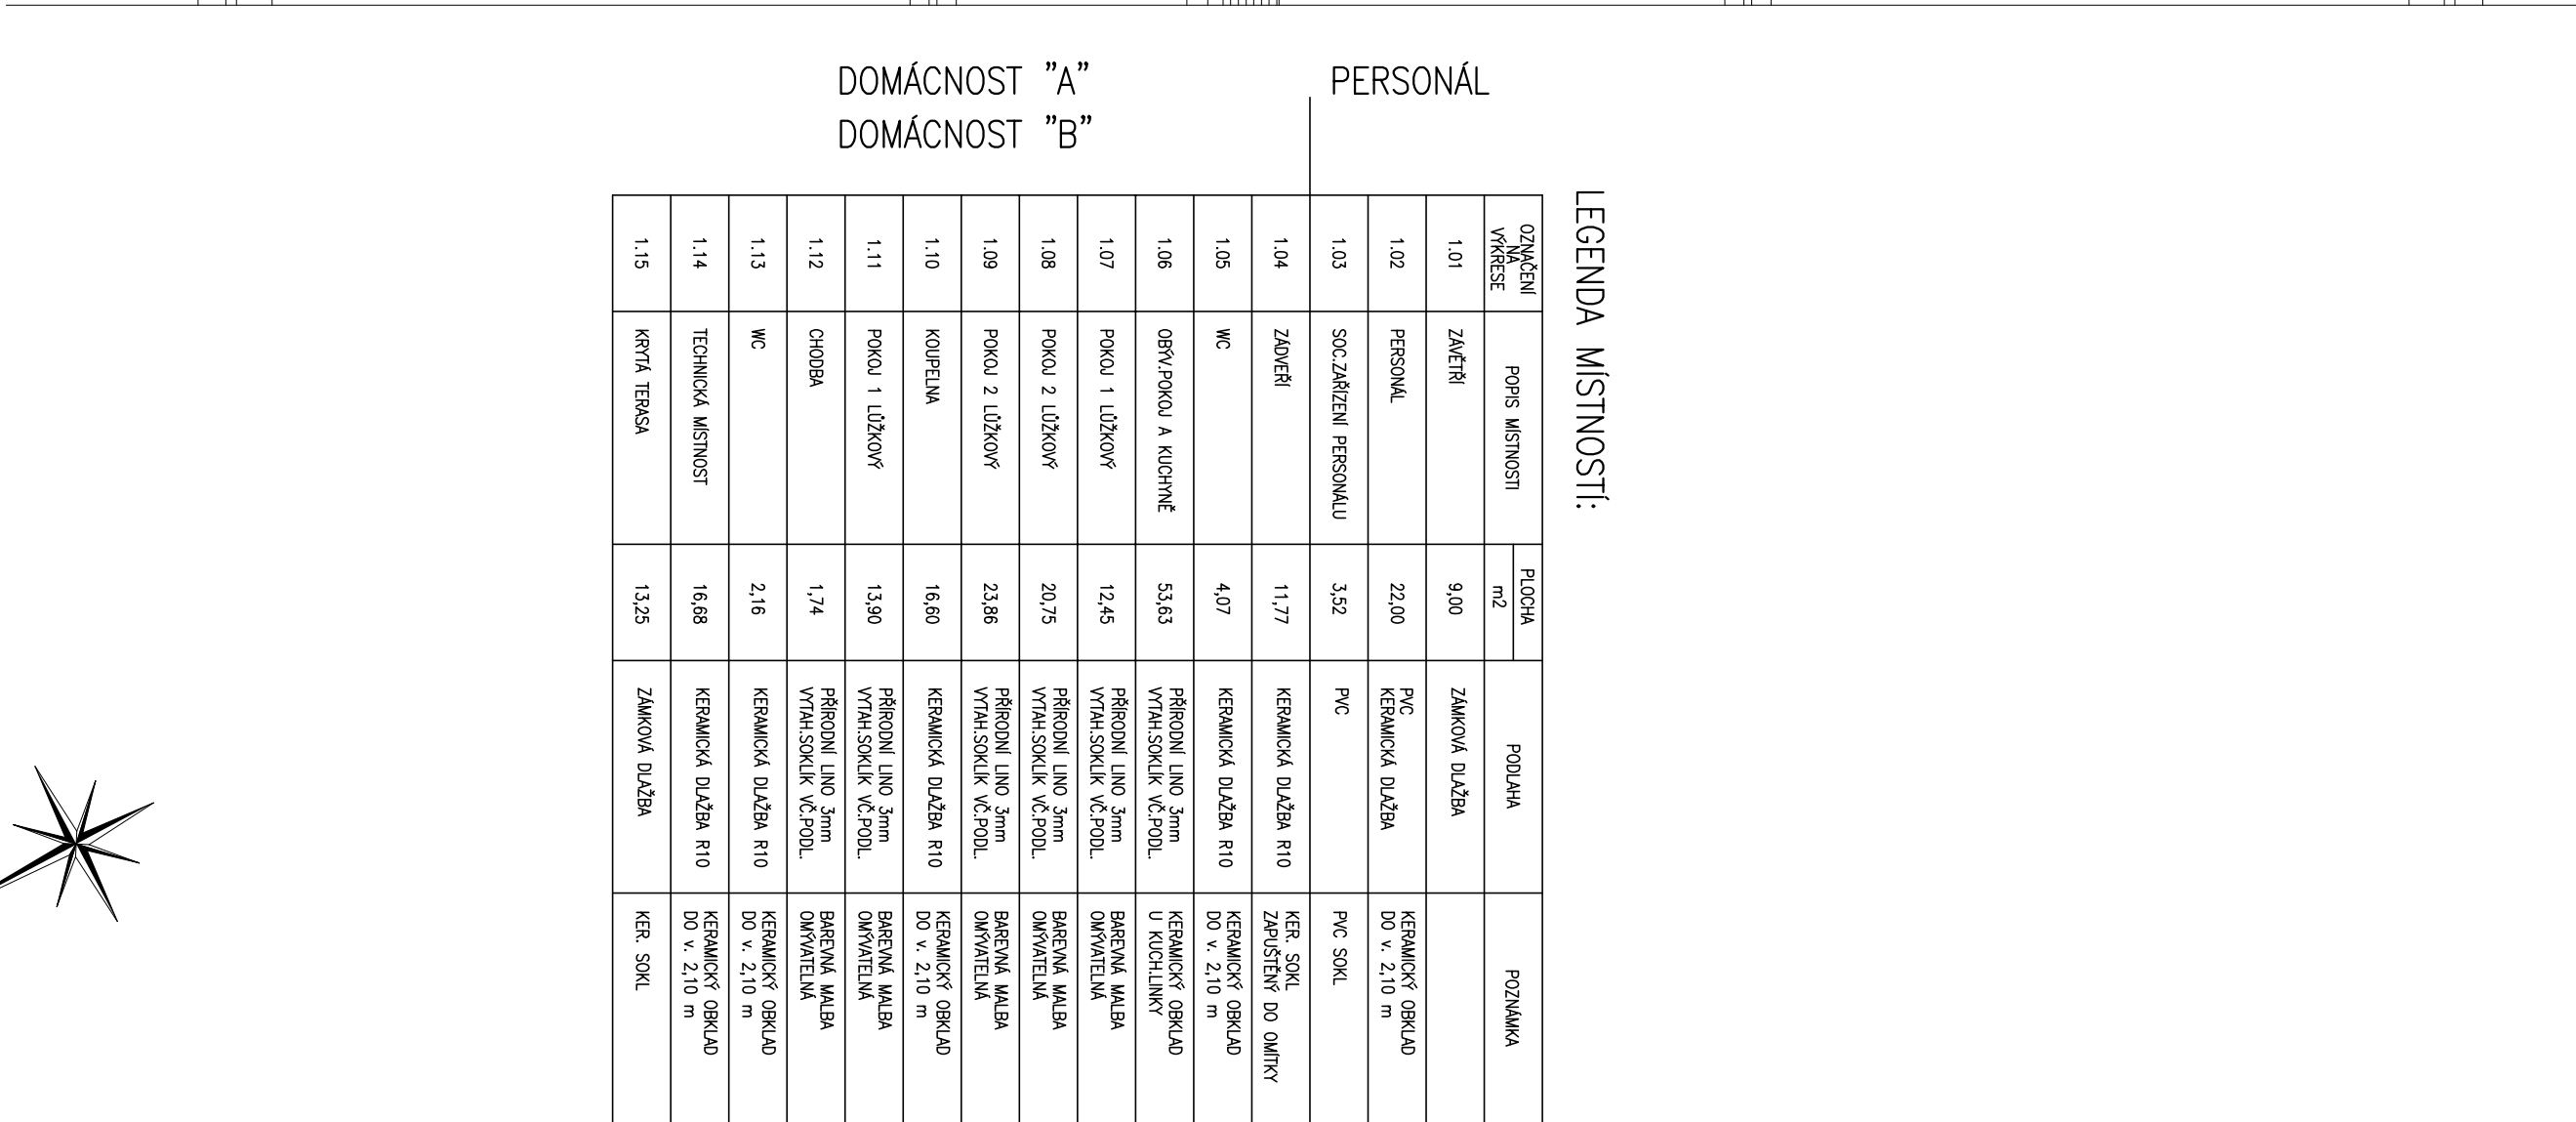 DOMÁCNOST "A"
DOMÁCNOST "B"
PERSONÁL
LEGENDA MÍSTNOSTÍ:
OZNAČENÍ
NA
VÝKRESE
POPIS MÍSTNOSTI
PLOCHA
m2
PODLAHA
POZNÁMKA
1.01
ZÁVĚTŘÍ
9,00
ZÁMKOVÁ DLAŽBA
1.02
PERSONÁL
22,00
PVC
KERAMICKÁ DLAŽBA
KERAMICKÝ OBKLAD
DO v. 2,10 m
1.03
SOC.ZAŘÍZENÍ PERSONÁLU
3,52
PVC
PVC SOKL
1.04
ZÁDVEŘÍ
11,77
KERAMICKÁ DLAŽBA R10
KER. SOKL
ZAPUŠTĚNÝ DO OMÍTKY
1.05
WC
4,07
KERAMICKÁ DLAŽBA R10
KERAMICKÝ OBKLAD
DO v. 2,10 m
1.06
OBÝV.POKOJ A KUCHYNĚ
53,63
PŘÍRODNÍ LINO 3mm
VYTAH.SOKLÍK VČ.PODL.
KERAMICKÝ OBKLAD
U KUCH.LINKY
1.07
POKOJ 1 LŮŽKOVÝ
12,45
PŘÍRODNÍ LINO 3mm
VYTAH.SOKLÍK VČ.PODL.
BAREVNÁ MALBA
OMÝVATELNÁ
1.08
POKOJ 2 LŮŽKOVÝ
20,75
PŘÍRODNÍ LINO 3mm
VYTAH.SOKLÍK VČ.PODL.
BAREVNÁ MALBA
OMÝVATELNÁ
1.09
POKOJ 2 LŮŽKOVÝ
23,86
PŘÍRODNÍ LINO 3mm
VYTAH.SOKLÍK VČ.PODL.
BAREVNÁ MALBA
OMÝVATELNÁ
1.10
KOUPELNA
16,60
KERAMICKÁ DLAŽBA R10
KERAMICKÝ OBKLAD
DO v. 2,10 m
1.11
POKOJ 1 LŮŽKOVÝ
13,90
PŘÍRODNÍ LINO 3mm
VYTAH.SOKLÍK VČ.PODL.
BAREVNÁ MALBA
OMÝVATELNÁ
1.12
CHODBA
1,74
PŘÍRODNÍ LINO 3mm
VYTAH.SOKLÍK VČ.PODL.
BAREVNÁ MALBA
OMÝVATELNÁ
1.13
WC
2,16
KERAMICKÁ DLAŽBA R10
KERAMICKÝ OBKLAD
DO v. 2,10 m
1.14
TECHNICKÁ MÍSTNOST
16,68
KERAMICKÁ DLAŽBA R10
KERAMICKÝ OBKLAD
DO v. 2,10 m
1.15
KRYTÁ TERASA
13,25
ZÁMKOVÁ DLAŽBA
KER. SOKL